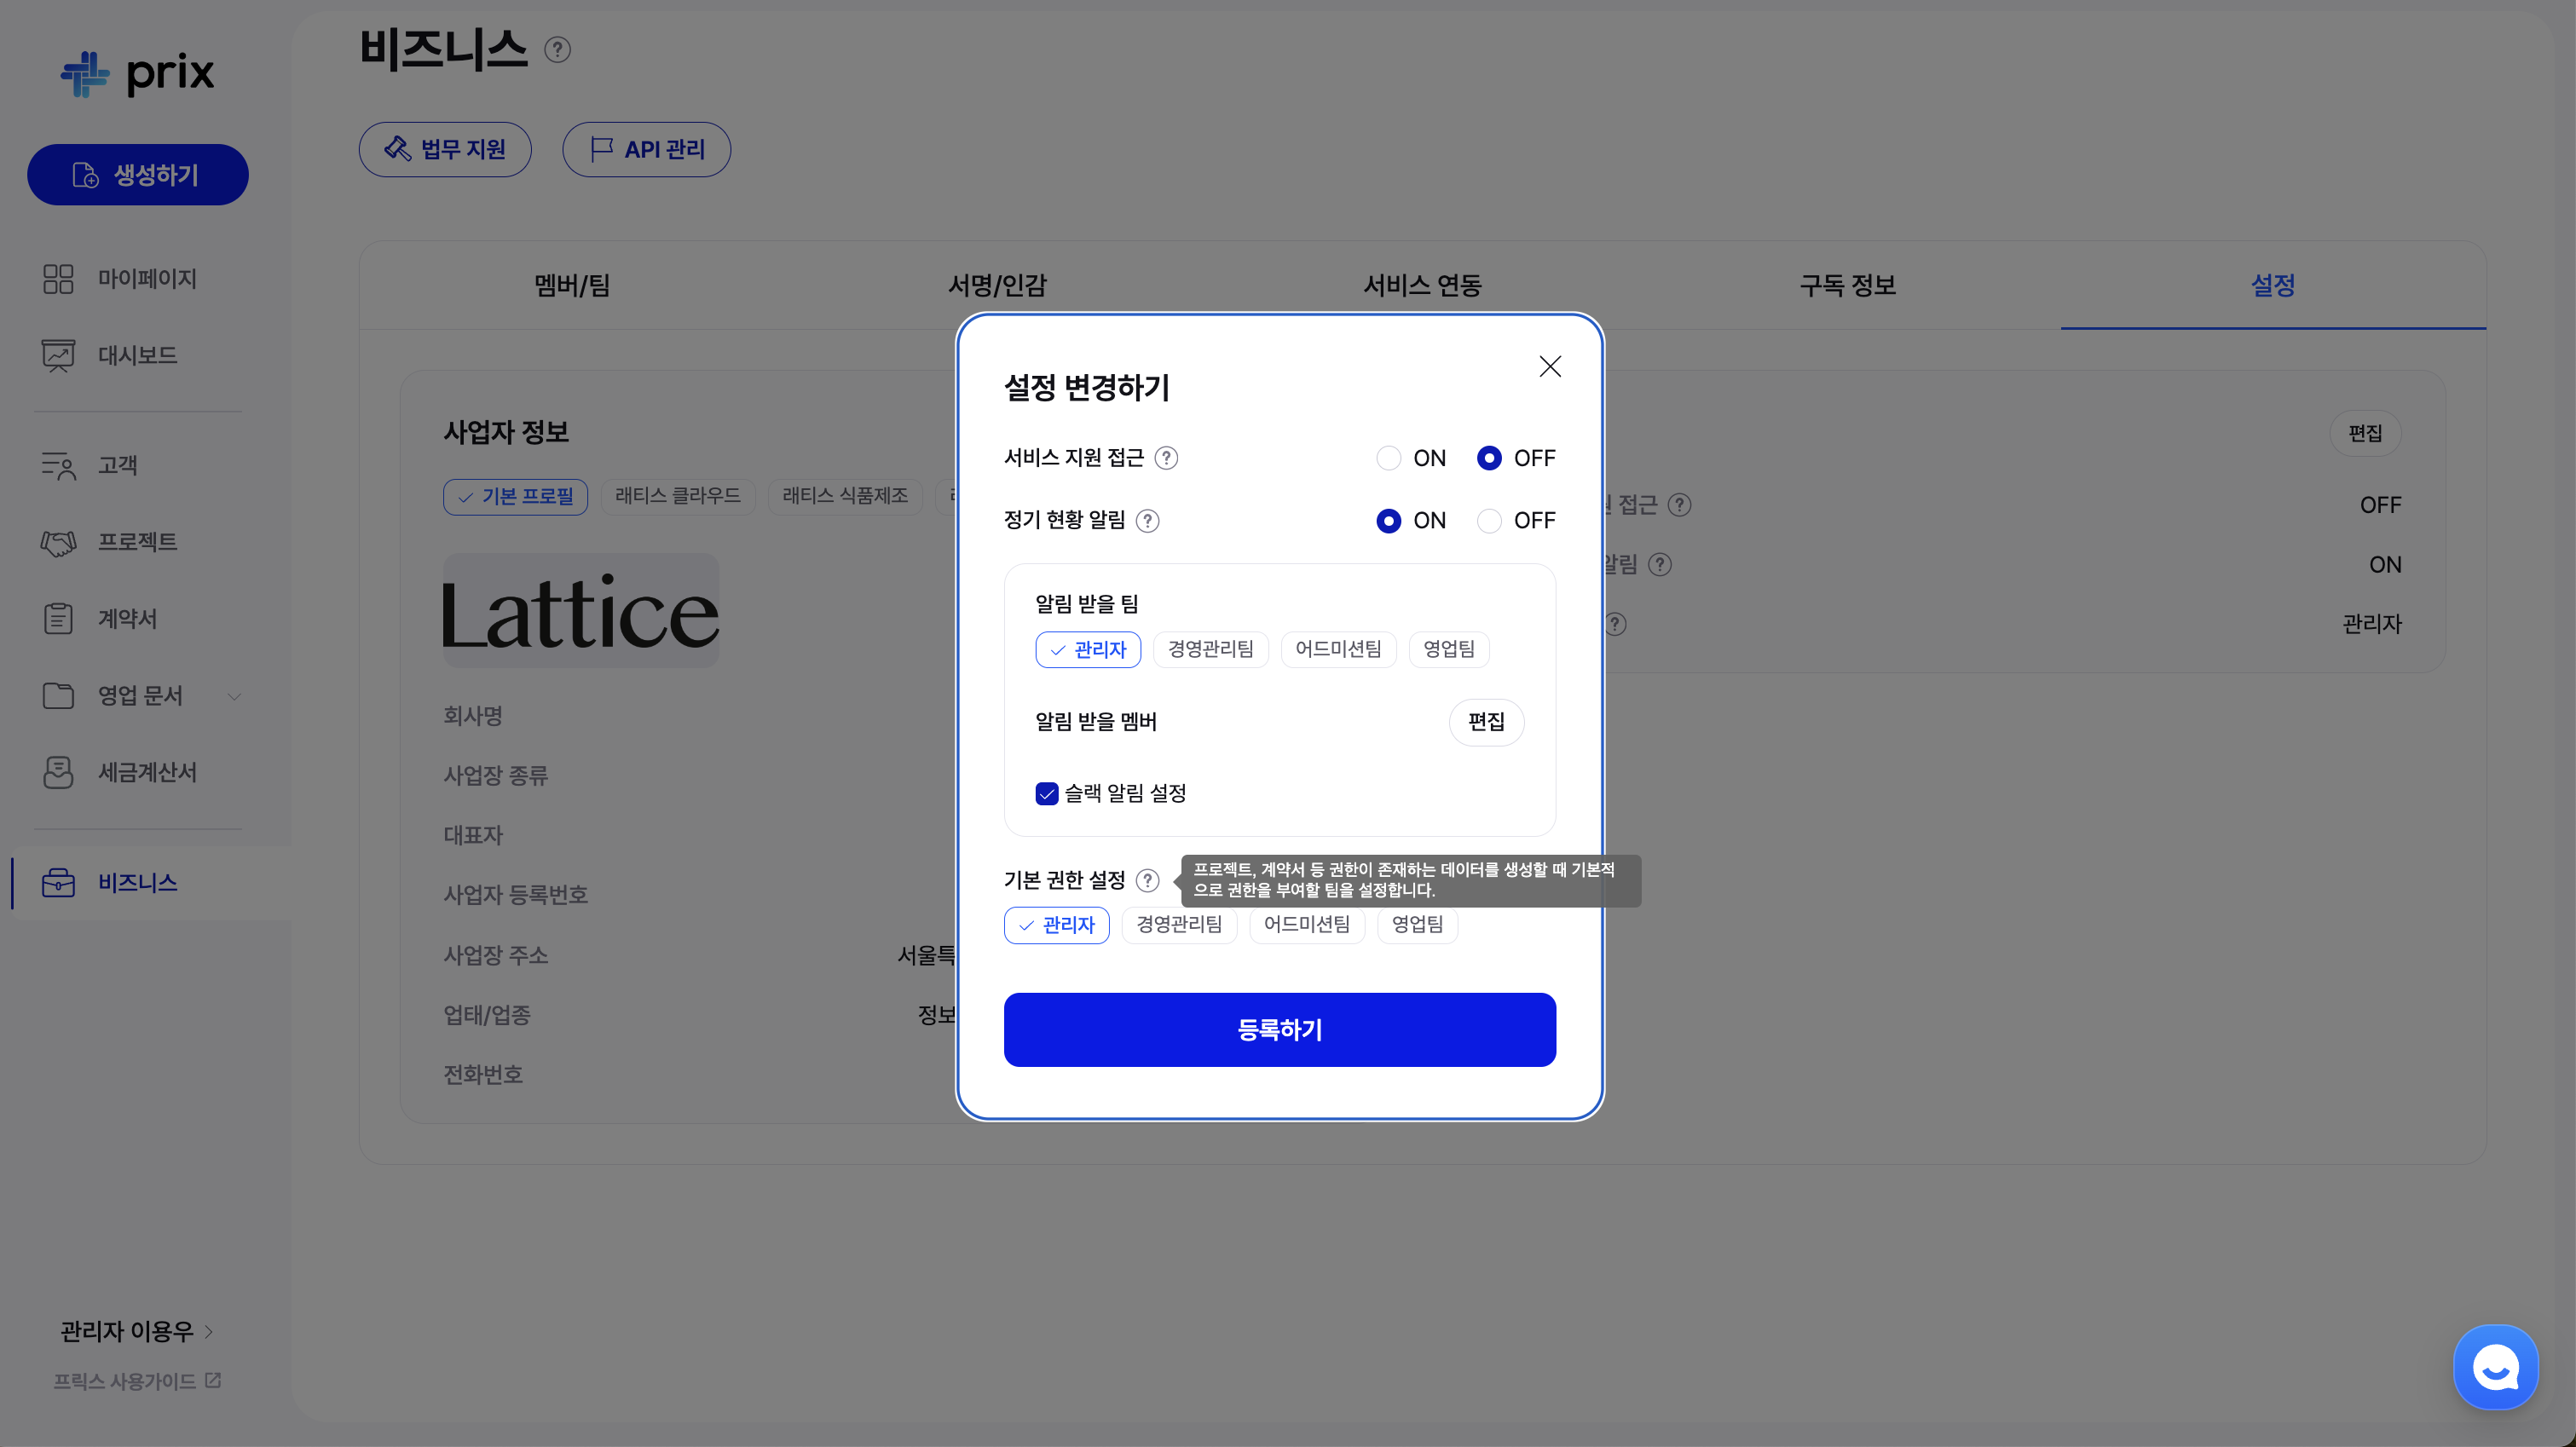 prix
생성하기
마이페이지
대시보드
고객
프로젝트
계약서
영업 문서
세금계산서
비즈니스
관리자 이용우
프릭스 사용가이드
비즈니스
법무 지원
API 관리
멤버/팀
서명/인감
서비스 연동
구독 정보
설정
사업자 정보
기본 프로필
래티스 클라우드
래티스 식품제조
Lattice
회사명
사업장 종류
대표자
사업자 등록번호
사업장 주소
서울특
업태/업종
정보
전화번호
편집
접근
OFF
알림
ON
관리자
설정 변경하기
서비스 지원 접근
ON
OFF
정기 현황 알림
ON
OFF
알림 받을 팀
관리자
경영관리팀
어드미션팀
영업팀
알림 받을 멤버
편집
슬랙 알림 설정
기본 권한 설정
프로젝트, 계약서 등 권한이 존재하는 데이터를 생성할 때 기본적
으로 권한을 부여할 팀을 설정합니다.
관리자
경영관리팀
어드미션팀
영업팀
등록하기